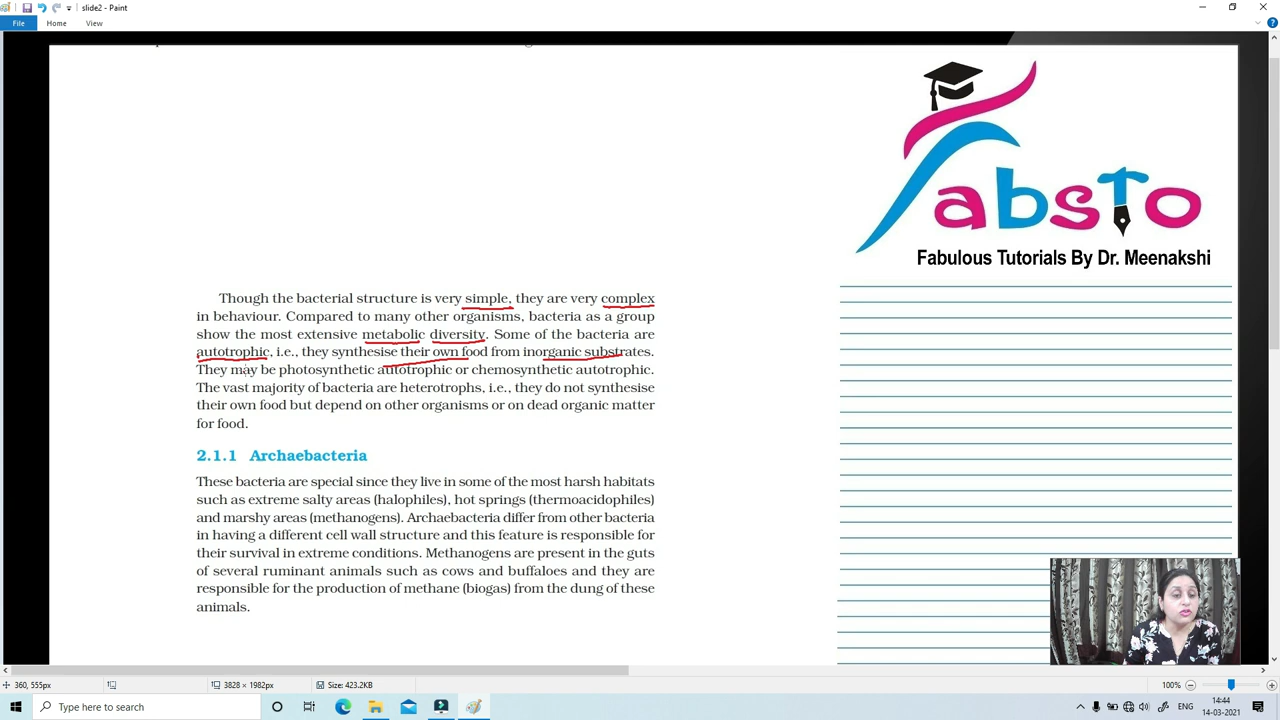 slide2 - Paint
File
Home
View
absto
Fabulous Tutorials By Dr. Meenakshi
Though the bacterial structure is very simple, they are very complex
in behaviour. Compared to many other organisms, bacteria as a group
show the most extensive metabolic diversity. Some of the bacteria are
autotrophic, i.e., they synthesise their own food from inorganic substrates.
They may be photosynthetic autotrophic or chemosynthetic autotrophic.
The vast majority of bacteria are heterotrophs, i.e., they do not synthesise
their own food but depend on other organisms or on dead organic matter
for food.
2.1.1 Archaebacteria
These bacteria are special since they live in some of the most harsh habitats
such as extreme salty areas (halophiles), hot springs (thermoacidophiles)
and marshy areas (methanogens). Archaebacteria differ from other bacteria
in having a different cell wall structure and this feature is responsible for
their survival in extreme conditions. Methanogens are present in the guts
of several ruminant animals such as cows and buffaloes and they are
responsible for the production of methane (biogas) from the dung of these
animals.
360, 555px
3828 × 1982px
Size: 423.2KB
100%
Type here to search
ENG
14:44
14-03-2021